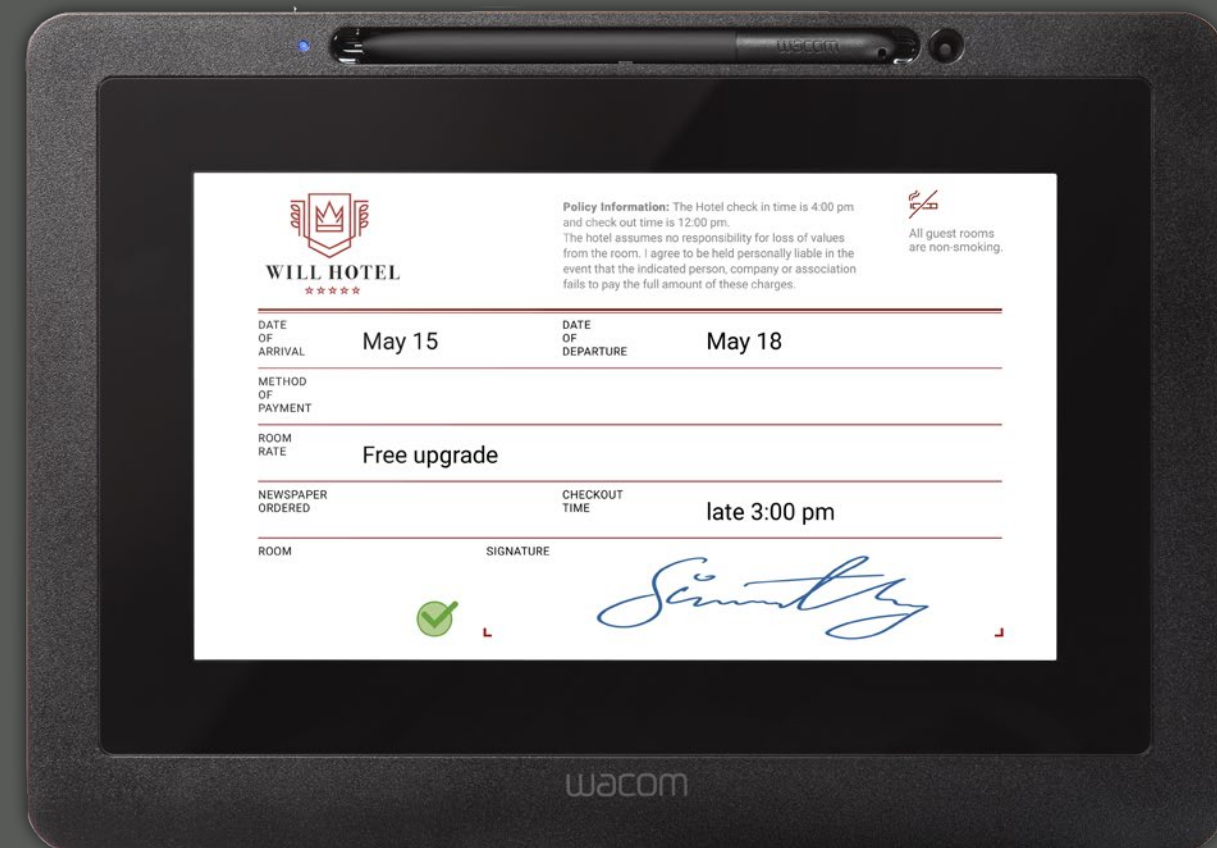 wacom
WILL HOTEL
Policy Information: The Hotel check in time is 4:00 pm
and check out time is 12:00 pm.
The hotel assumes no responsibility for loss of values
from the room. I agree to be held personally liable in the
event that the indicated person, company or association
fails to pay the full amount of these charges.
All guest rooms
are non-smoking.
DATE
OF
ARRIVAL
May 15
DATE
OF
DEPARTURE
May 18
METHOD
OF
PAYMENT
ROOM
RATE
Free upgrade
NEWSPAPER
ORDERED
CHECKOUT
TIME
late 3:00 pm
ROOM
SIGNATURE
wacom